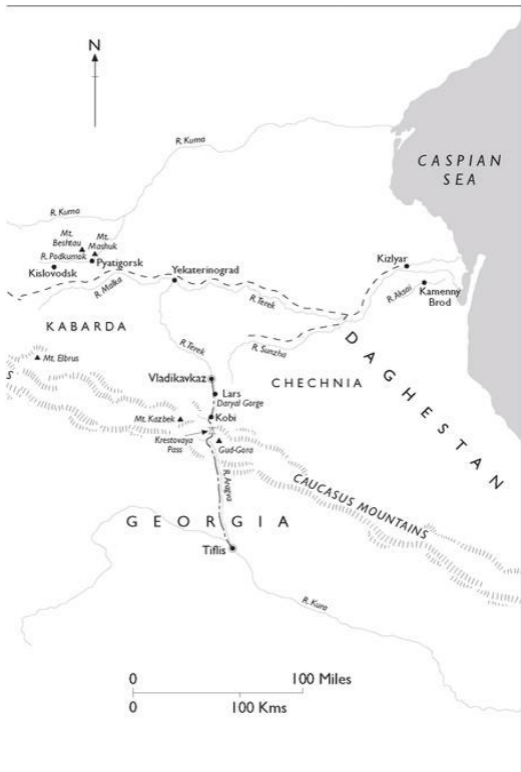 N
R. Kuma
CASPIAN
SEA
R. Kuma
Mt.
Beshtau
Mt.
Mashuk
R. Podkumok
Pyatigorsk
Kislovodsk
Kizlyar
Yekaterinograd
Kamenny
Brod
R. Malka
R. Terek
R. Aksai
KABARDA
R. Terek
R. Sunzha
DAGHESTAN
Mt. Elbrus
S
Vladikavkaz
CHECHNIA
Lars
Daryal Gorge
Mt. Kazbek
Kobi
Krestovaya
Pass
Gud-Gora
R. Aragva
CAUCASUS MOUNTAINS
GEORGIA
Tiflis
R. Kura
0
100 Miles
0
100 Kms